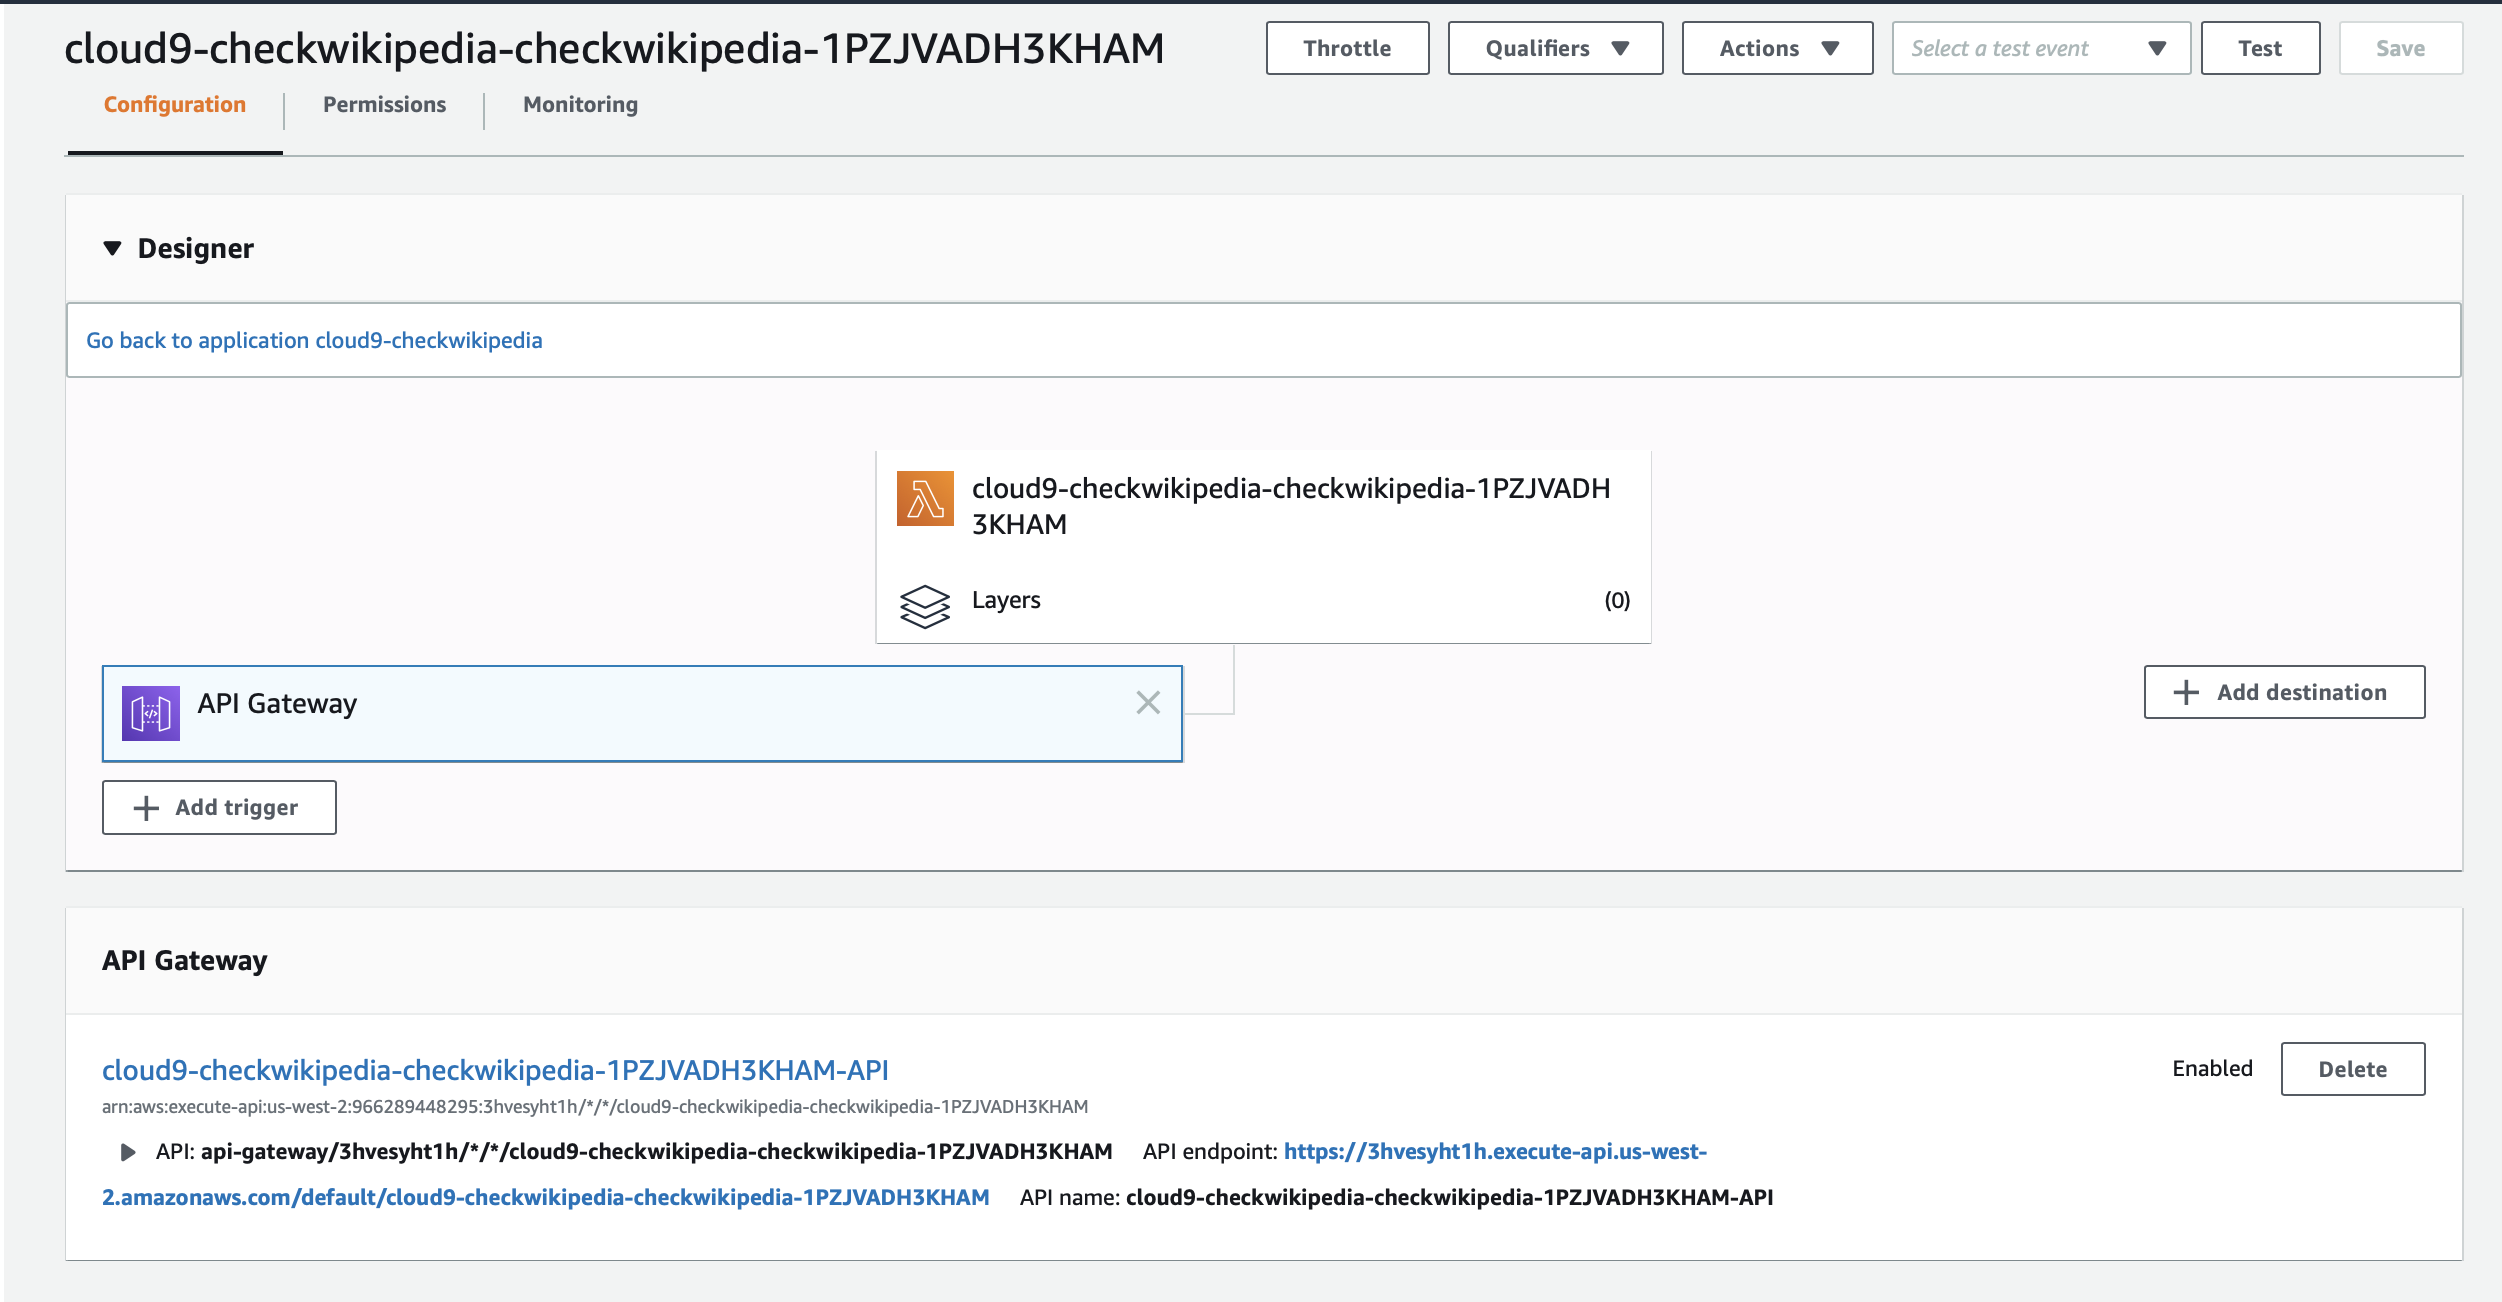 cloud9-checkwikipedia-checkwikipedia-1PZJVADH3KHAM
Throttle
Qualifiers
Actions
Select a test event
Test
Save
Configuration
Permissions
Monitoring
Designer
Go back to application cloud9-checkwikipedia
cloud9-checkwikipedia-checkwikipedia-1PZJVADH
3KHAM
Layers
(0)
API Gateway
Add destination
Add trigger
API Gateway
cloud9-checkwikipedia-checkwikipedia-1PZJVADH3KHAM-API
Enabled
Delete
arn:aws:execute-api:us-west-2:966289448295:3hvesyht1h/*/*/cloud9-checkwikipedia-checkwikipedia-1PZJVADH3KHAM
API: api-gateway/3hvesyht1h/*/*/cloud9-checkwikipedia-checkwikipedia-1PZJVADH3KHAM API endpoint: https://3hvesyht1h.execute-api.us-west-
2.amazonaws.com/default/cloud9-checkwikipedia-checkwikipedia-1PZJVADH3KHAM API name: cloud9-checkwikipedia-checkwikipedia-1PZJVADH3KHAM-API